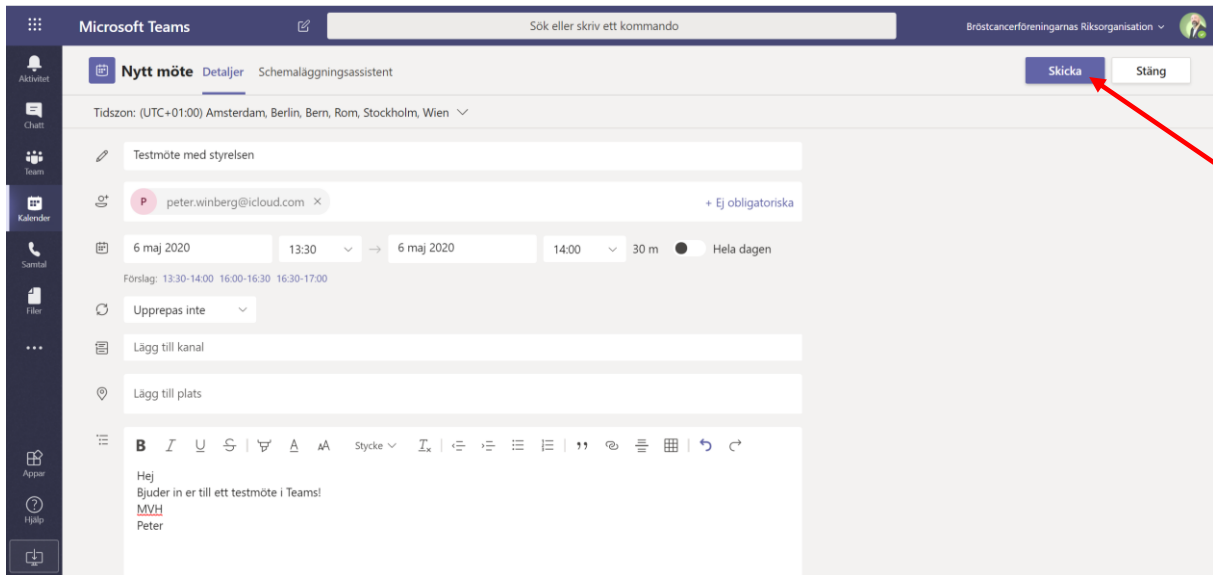 Microsoft Teams
Sök eller skriv ett kommando
Bröstcancerföreningarnas Riksorganisation
Aktivitet
Chatt
Team
Kalender
Samtal
Filer
Appar
Hjälp
Nytt möte Detaljer Schemaläggningsassistent
Skicka Stäng
Tidszon: (UTC+01:00) Amsterdam, Berlin, Bern, Rom, Stockholm, Wien
Testmöte med styrelsen
P peter.winberg@icloud.com × + Ej obligatoriska
6 maj 2020 13:30 → 6 maj 2020 14:00 30 m Hela dagen
Förslag: 13:30-14:00 16:00-16:30 16:30-17:00
Upprepas inte
Lägg till kanal
Lägg till plats
B I U S A AA Stycke Ix
Hej
Bjuder in er till ett testmöte i Teams!
MVH
Peter